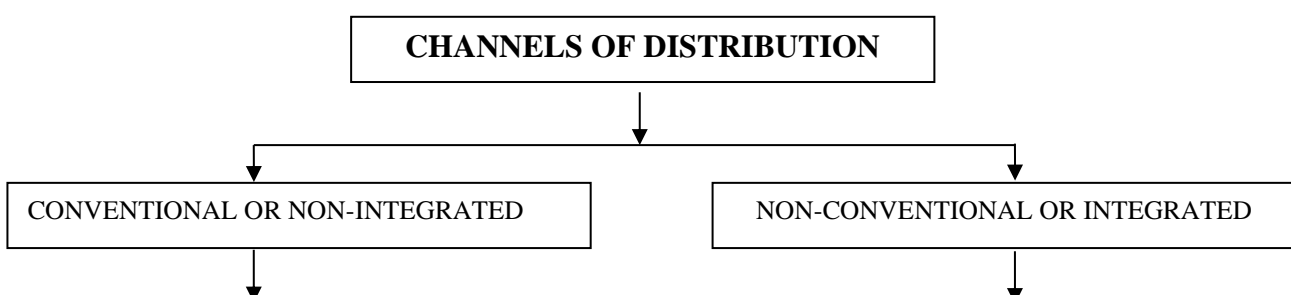 CHANNELS OF DISTRIBUTION
CONVENTIONAL OR NON-INTEGRATED
NON-CONVENTIONAL OR INTEGRATED